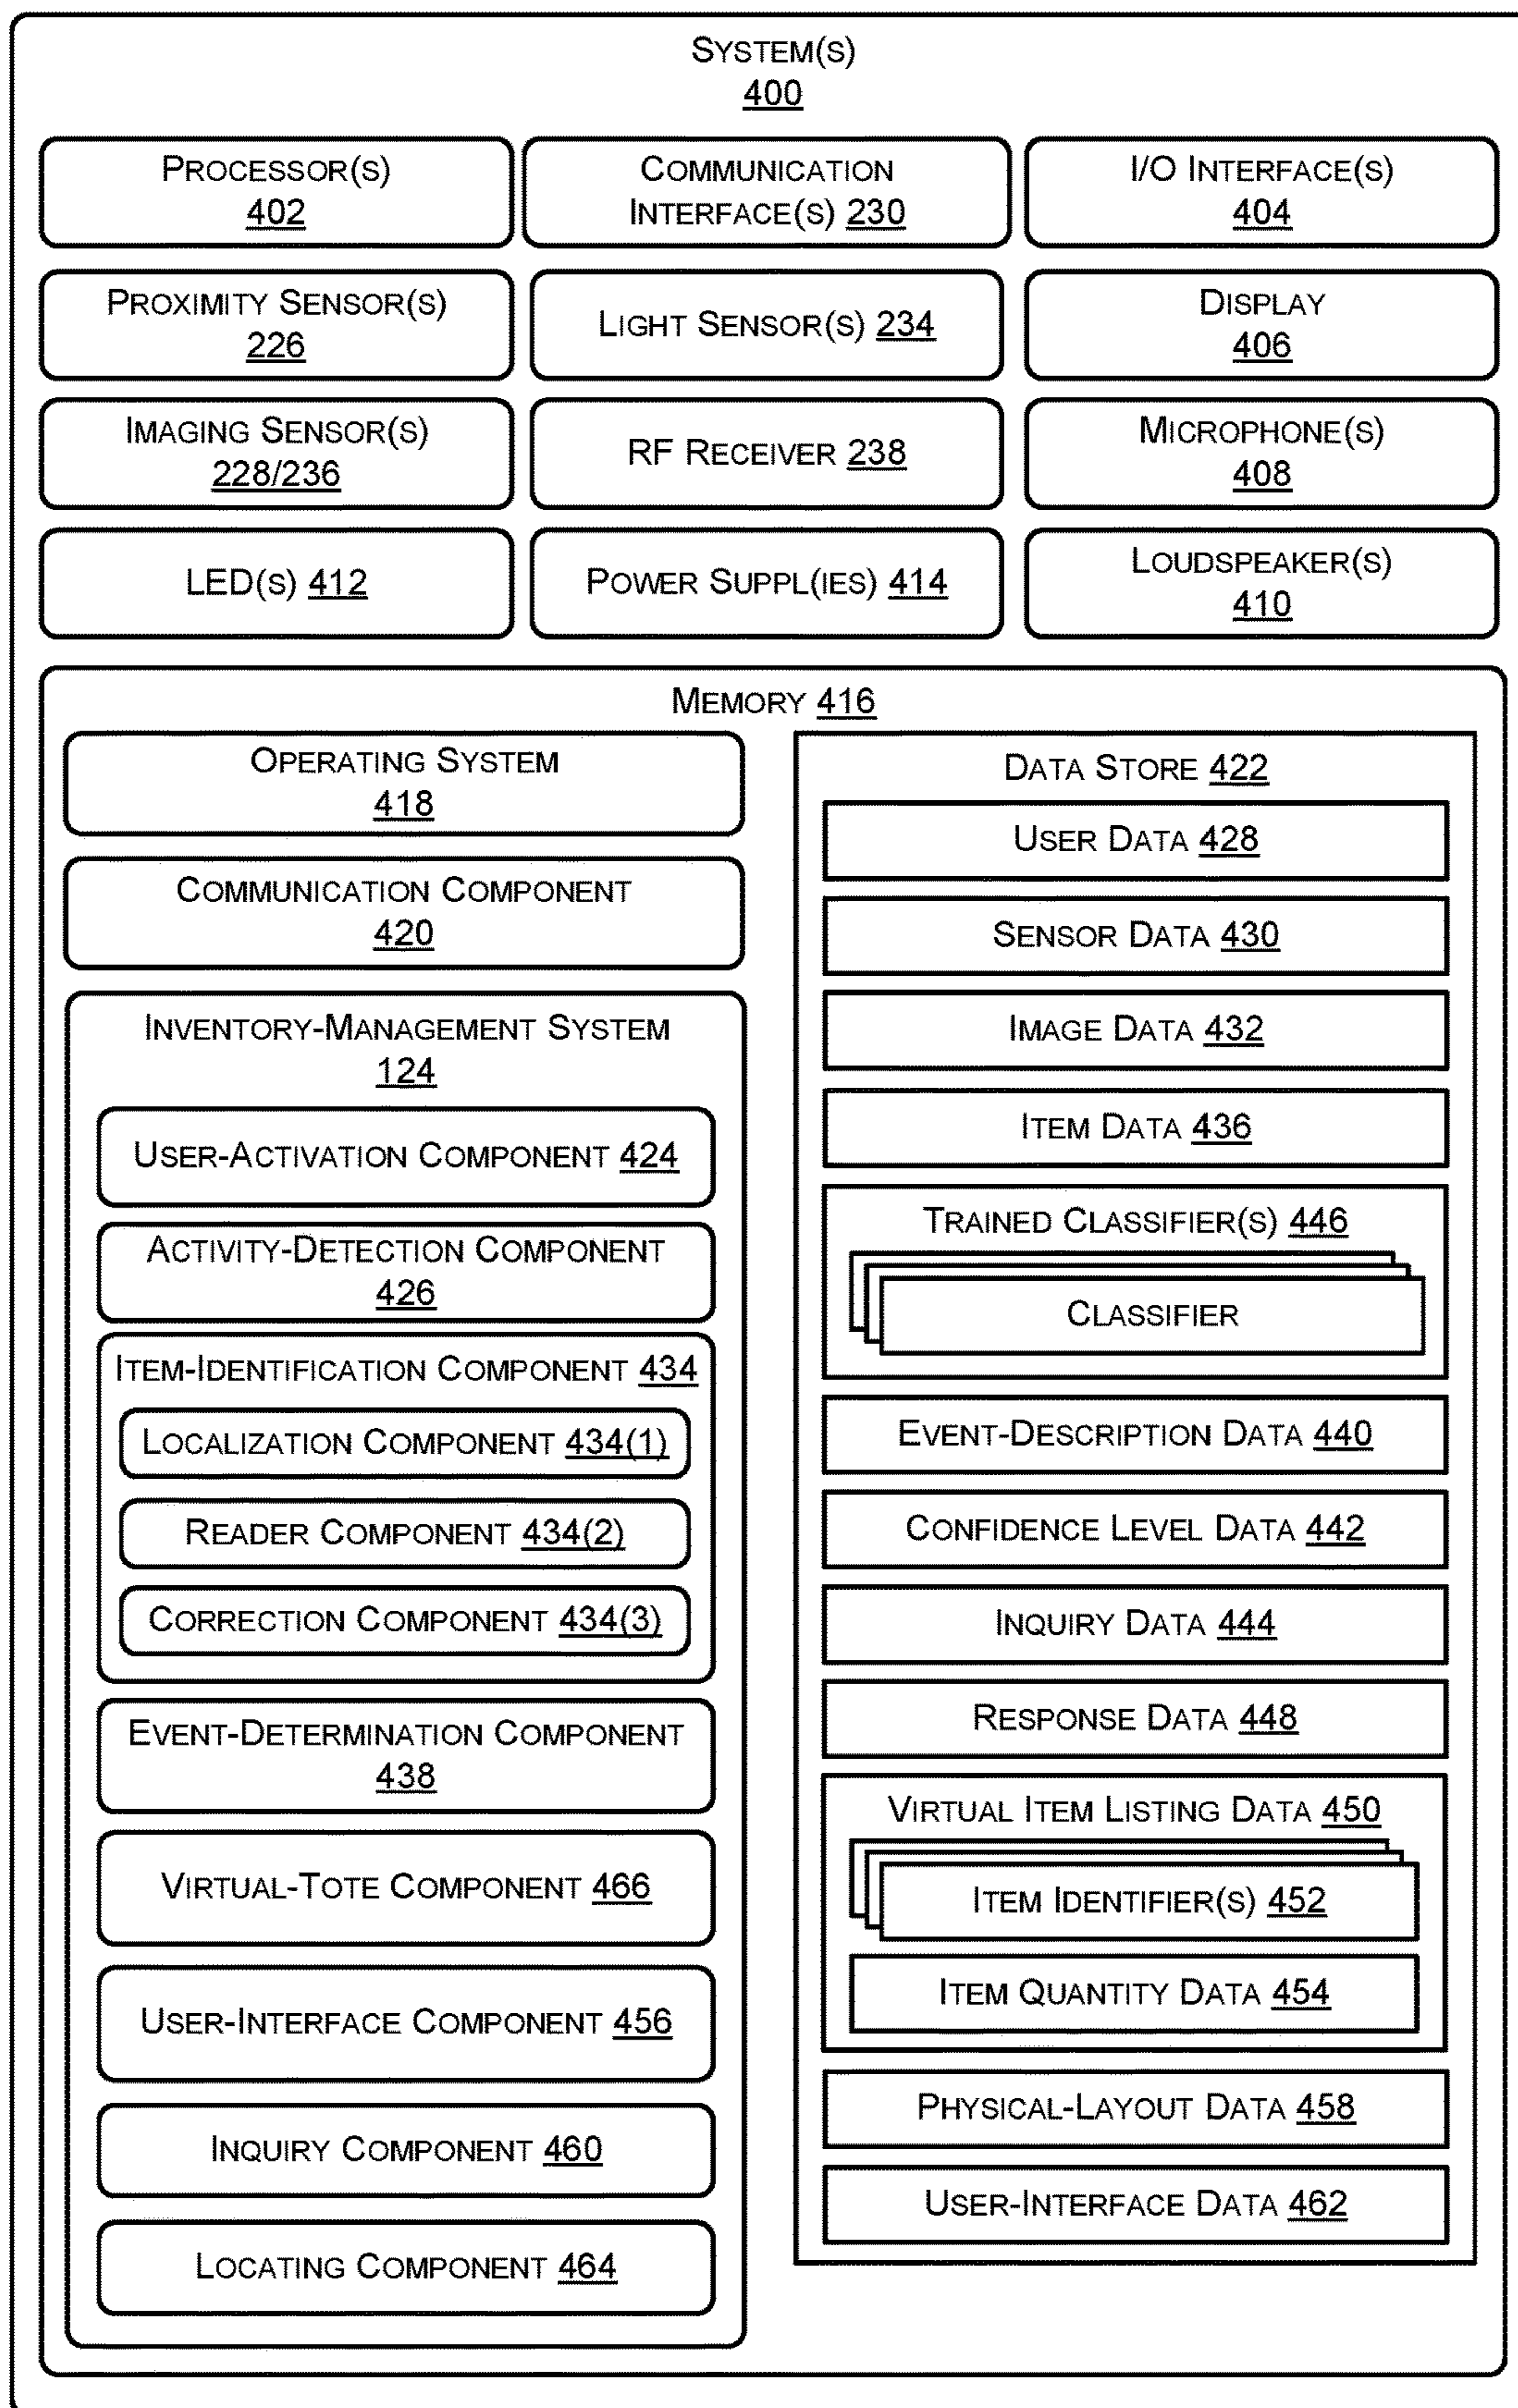 SYSTEM(S)
400
PROCESSOR(S)
402
COMMUNICATION
INTERFACE(S) 230
I/O INTERFACE(S)
404
PROXIMITY SENSOR(S)
226
LIGHT SENSOR(S) 234
DISPLAY
406
IMAGING SENSOR(S)
228/236
RF RECEIVER 238
MICROPHONE(S)
408
LED(S) 412
POWER SUPPL(IES) 414
LOUDSPEAKER(S)
410
MEMORY 416
OPERATING SYSTEM
418
COMMUNICATION COMPONENT
420
INVENTORY-MANAGEMENT SYSTEM
124
USER-ACTIVATION COMPONENT 424
ACTIVITY-DETECTION COMPONENT
426
ITEM-IDENTIFICATION COMPONENT 434
LOCALIZATION COMPONENT 434(1)
READER COMPONENT 434(2)
CORRECTION COMPONENT 434(3)
EVENT-DETERMINATION COMPONENT
438
VIRTUAL-TOTE COMPONENT 466
USER-INTERFACE COMPONENT 456
INQUIRY COMPONENT 460
LOCATING COMPONENT 464
DATA STORE 422
USER DATA 428
SENSOR DATA 430
IMAGE DATA 432
ITEM DATA 436
TRAINED CLASSIFIER(S) 446
CLASSIFIER
EVENT-DESCRIPTION DATA 440
CONFIDENCE LEVEL DATA 442
INQUIRY DATA 444
RESPONSE DATA 448
VIRTUAL ITEM LISTING DATA 450
ITEM IDENTIFIER(S) 452
ITEM QUANTITY DATA 454
PHYSICAL-LAYOUT DATA 458
USER-INTERFACE DATA 462